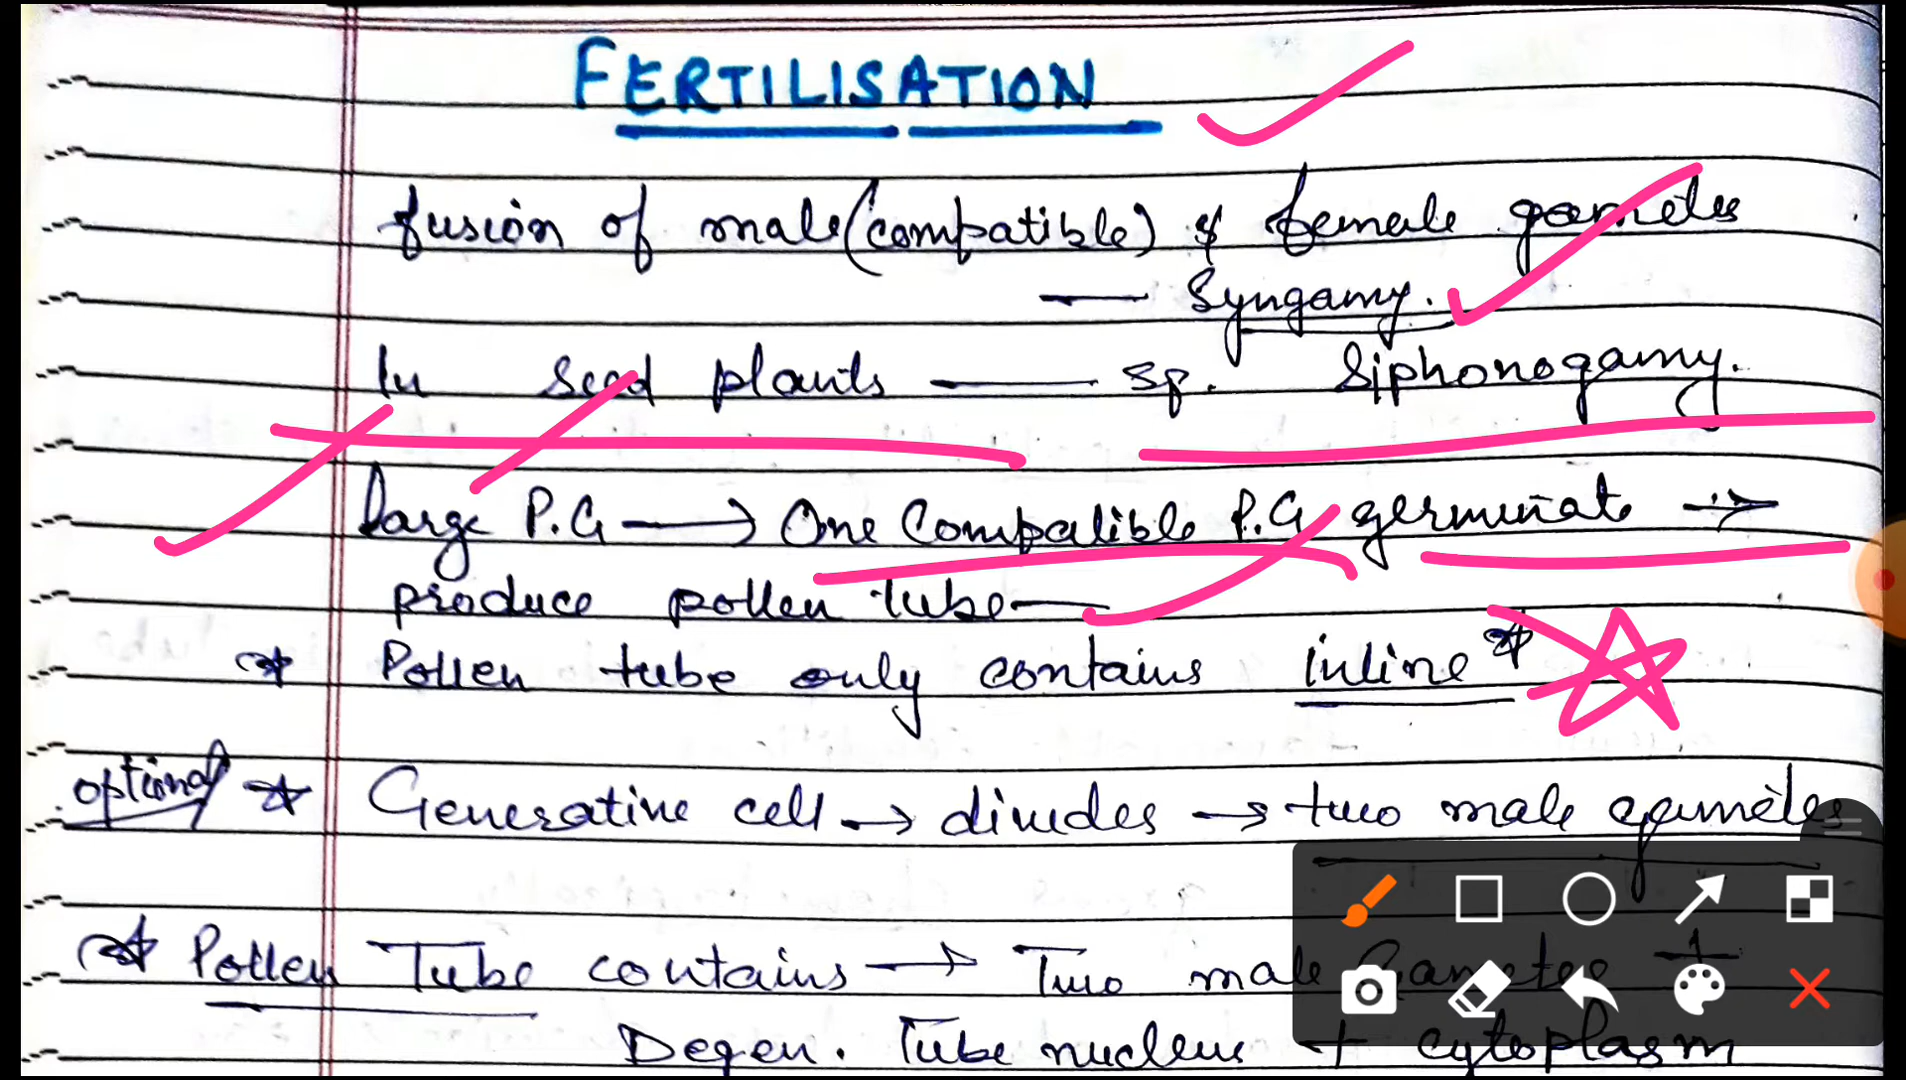 FERTILISATION
fusion of male (compatible) & female gametes
— Syngamy.
In seed plants — sp. Siphonogamy.
large P.G → One Compatible P.G germinate →
produce pollen tube—
* Pollen tube only contains inline *
optional * Generative cell → divides → two male gametes
* Pollen Tube contains → Two male Gametes +
Degen. Tube nucleus + cytoplasm